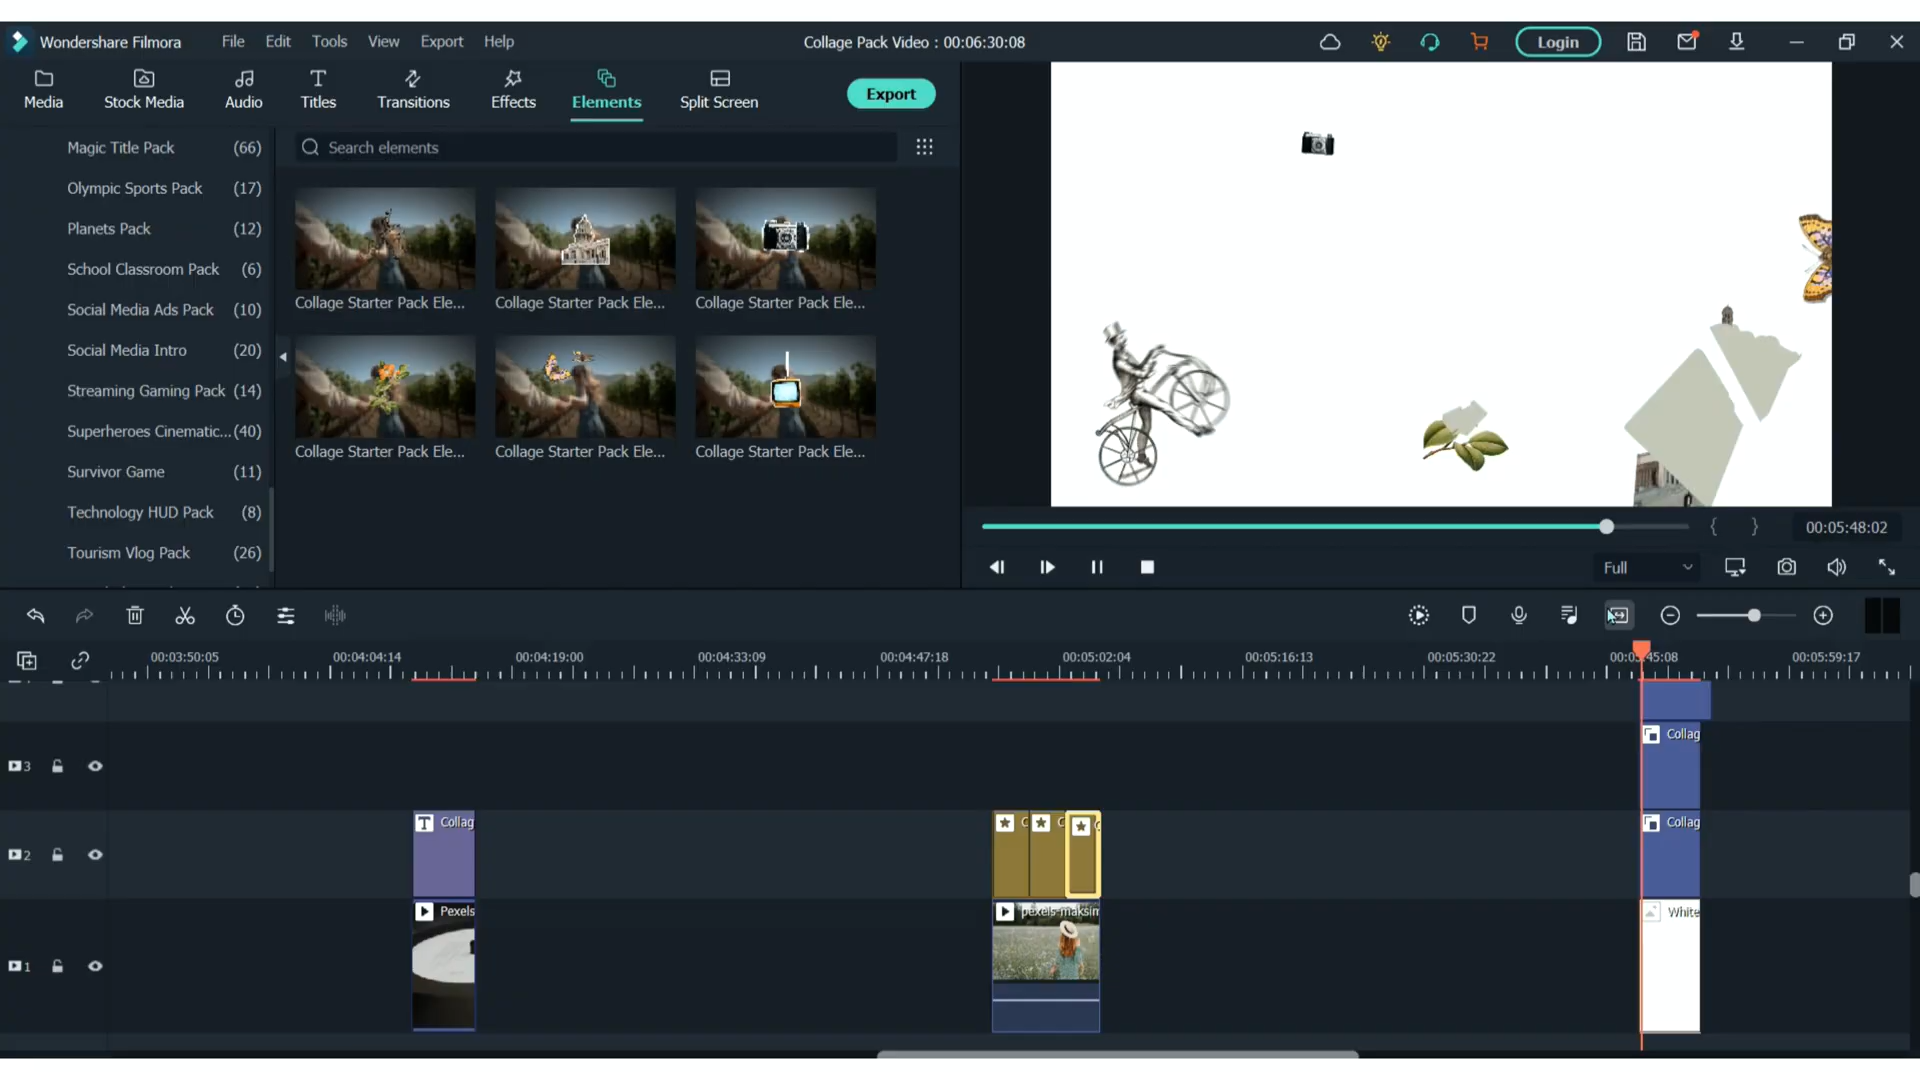 Wondershare Filmora File Edit Tools View Export Help Collage Pack Video : 00:06:30:08 Login
Media Stock Media Audio Titles Transitions Effects Elements Split Screen Export
Magic Title Pack (66)
Olympic Sports Pack (17)
Planets Pack (12)
School Classroom Pack (6)
Social Media Ads Pack (10)
Social Media Intro (20)
Streaming Gaming Pack (14)
Superheroes Cinematic... (40)
Survivor Game (11)
Technology HUD Pack (8)
Tourism Vlog Pack (26)
Search elements
Collage Starter Pack Ele... Collage Starter Pack Ele... Collage Starter Pack Ele...
Collage Starter Pack Ele... Collage Starter Pack Ele... Collage Starter Pack Ele...
{ } 00:05:48:02
Full
00:03:50:05 00:04:04:14 00:04:19:00 00:04:33:09 00:04:47:18 00:05:02:04 00:05:16:13 00:05:30:22 00:05:45:08 00:05:59:17
3 Collag
2 T Collag C C Collag
1 Pexels pexels-maksim White